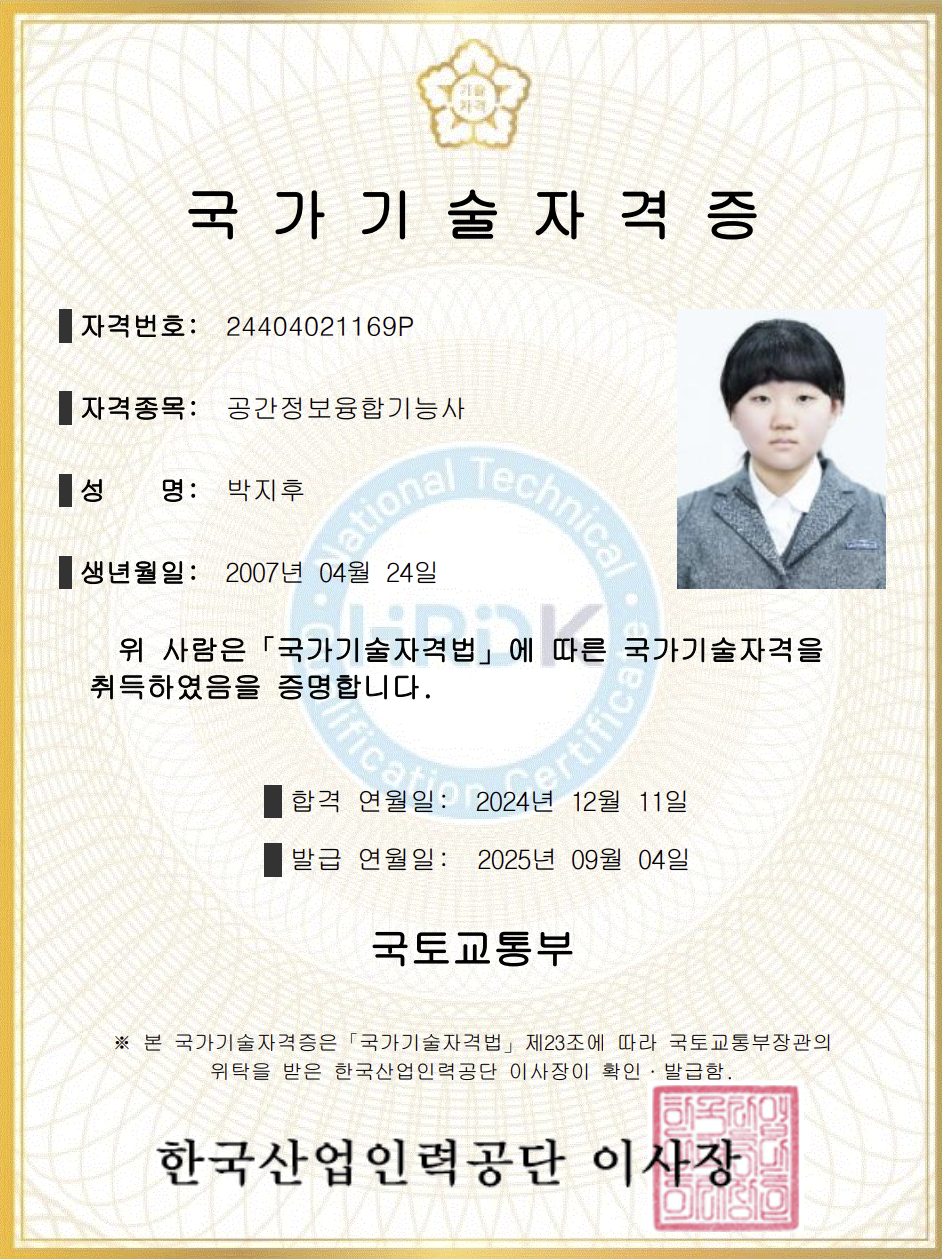 기술
자격
국가기술자격증
자격번호: 24404021169P
자격종목: 공간정보융합기능사
성 명: 박지후
생년월일: 2007년 04월 24일
National Technical Qualification Certificate
HRDK
위 사람은「국가기술자격법」에 따른 국가기술자격을
취득하였음을 증명합니다.
합격 연월일: 2024년 12월 11일
발급 연월일: 2025년 09월 04일
국토교통부
※ 본 국가기술자격증은「국가기술자격법」제23조에 따라 국토교통부장관의
위탁을 받은 한국산업인력공단 이사장이 확인·발급함.
한국산업인력공단 이사장